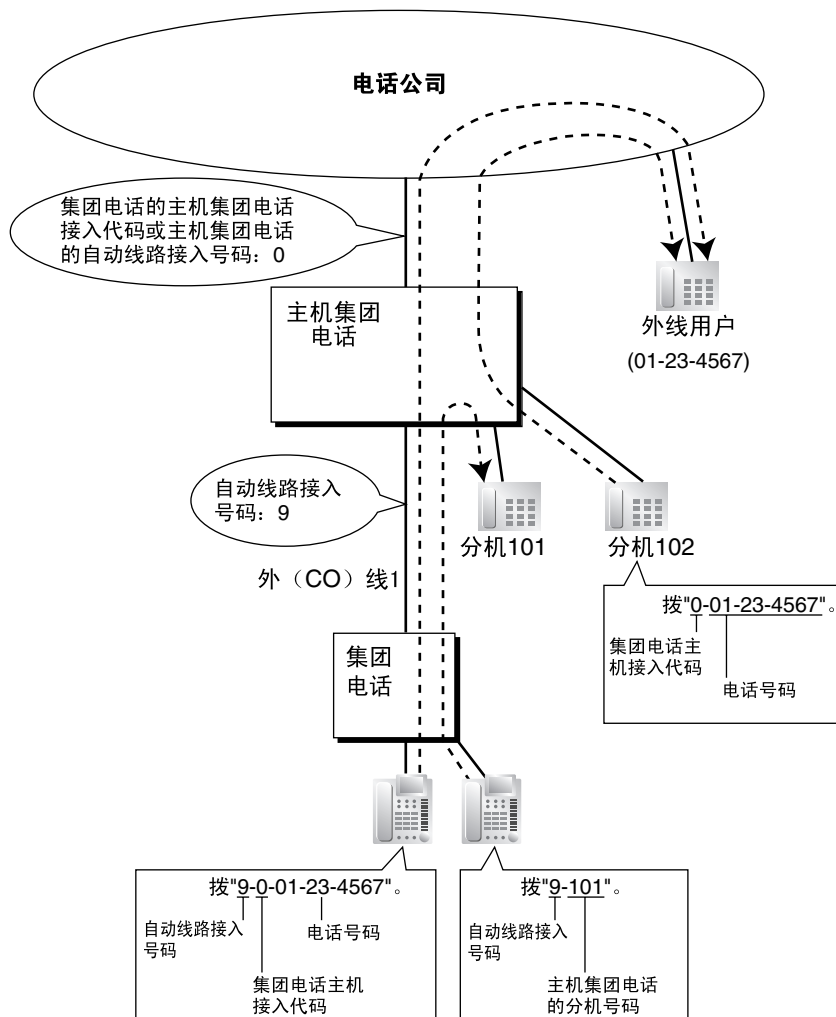 电话公司
集团电话的主机集团电话
接入代码或主机集团电话
的自动线路接入号码：0
主机集团
电话
外线用户
(01-23-4567)
自动线路接入
号码：9
分机101
分机102
外（CO）线1
拨"0-01-23-4567"。
集团电话主
机接入代码
电话号码
集团
电话
拨"9-0-01-23-4567"。
自动线路接入
号码
电话号码
集团电话主机
接入代码
拨"9-101"。
自动线路接入
号码
主机集团电话
的分机号码